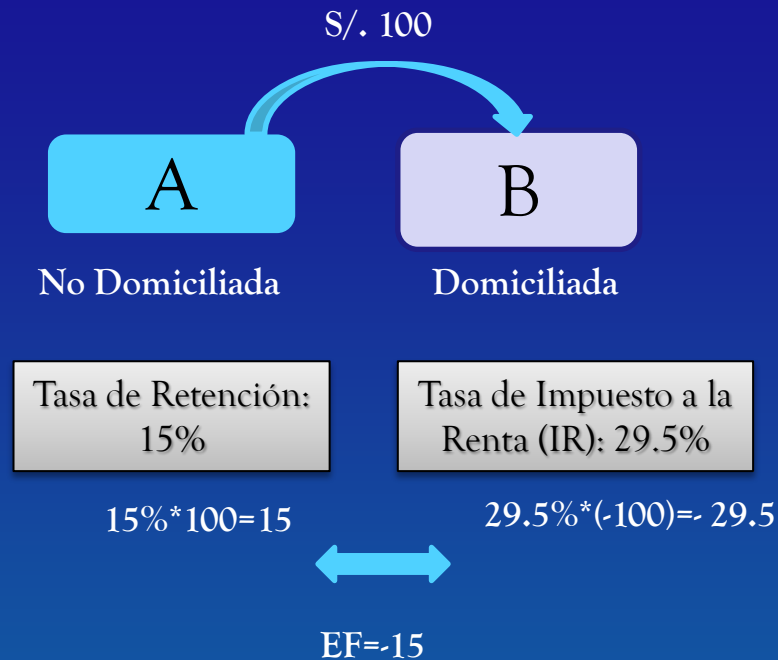 S/. 100
A
B
No Domiciliada
Domiciliada
Tasa de Retención:
15%
Tasa de Impuesto a la
Renta (IR): 29.5%
15%*100=15
29.5%*(-100)=- 29.5
EF=-15